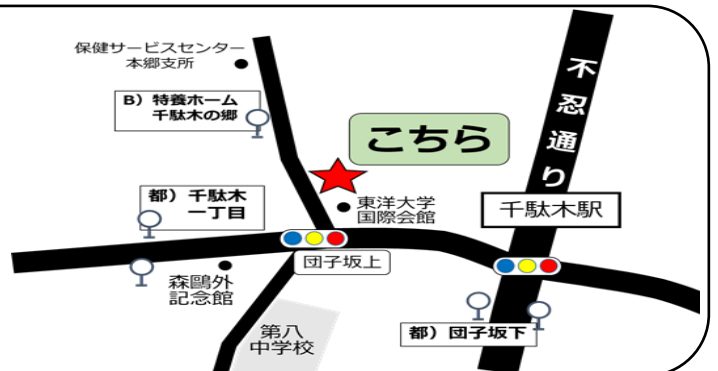 保健サービスセンター
本郷支所
B）特養ホーム
千駄木の郷
こちら
不忍通り
都）千駄木
一丁目
東洋大学
国際会館
千駄木駅
団子坂上
森鷗外
記念館
第八
中学校
都）団子坂下